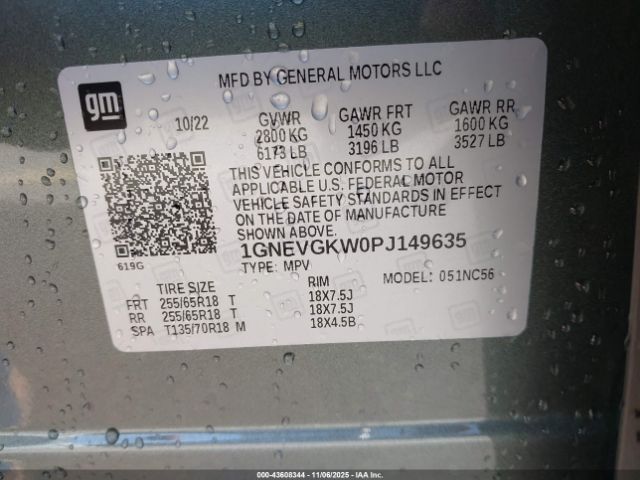 MFD BY GENERAL MOTORS LLC
gm
10/22
GVWR GAWR FRT GAWR RR
2800 KG 1450 KG 1600 KG
6173 LB 3196 LB 3527 LB
THIS VEHICLE CONFORMS TO ALL
APPLICABLE U.S. FEDERAL MOTOR
VEHICLE SAFETY STANDARDS IN EFFECT
ON THE DATE OF MANUFACTURE
SHOWN ABOVE.
1GNEVGKW0PJ149635
619G
TYPE: MPV MODEL: 051NC56
TIRE SIZE RIM
FRT 255/65R18 T 18X7.5J
RR 255/65R18 T 18X7.5J
SPA T135/70R18 M 18X4.5B
000-43608344 - 11/06/2025 - IAA, Inc.